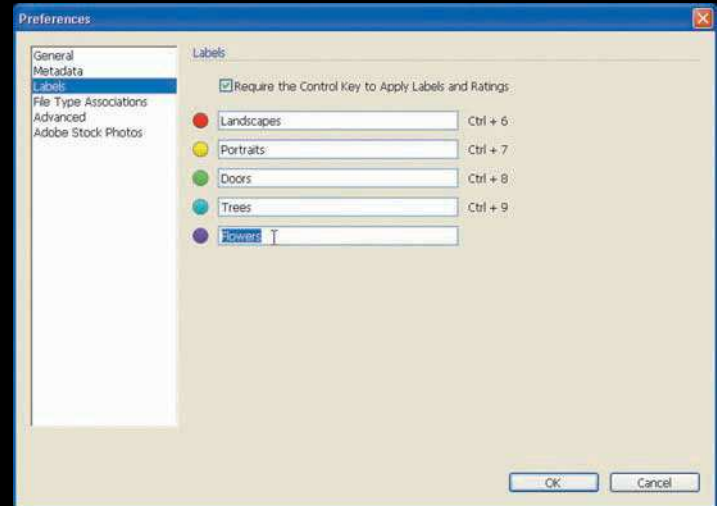 Preferences
General
Metadata
Labels
File Type Associations
Advanced
Adobe Stock Photos
Labels
Require the Control Key to Apply Labels and Ratings
Landscapes Ctrl + 6
Portraits Ctrl + 7
Doors Ctrl + 8
Trees Ctrl + 9
Flowers
OK Cancel